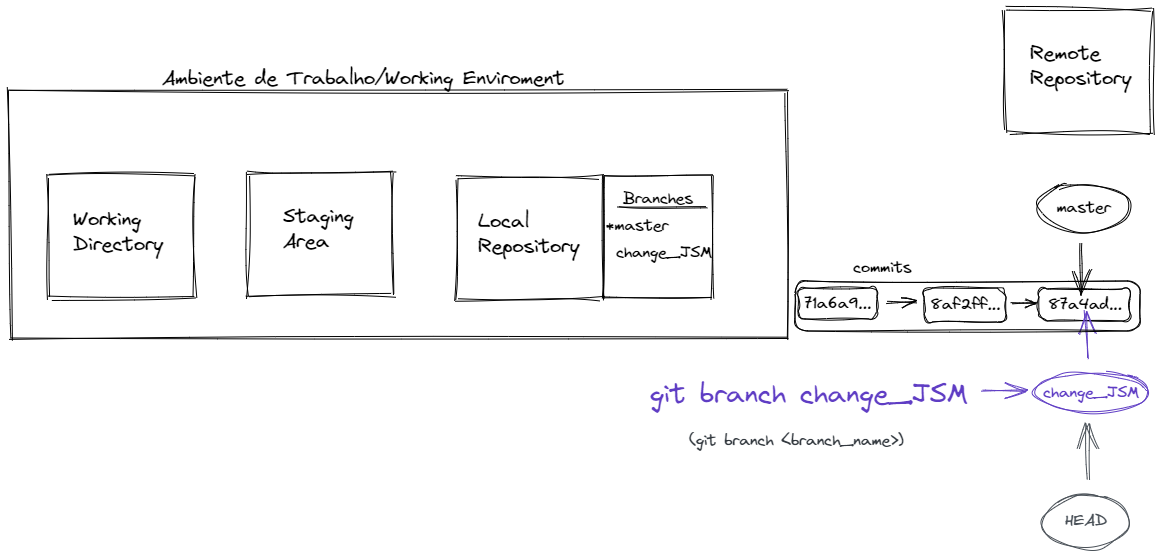 Remote
Repository
Ambiente de Trabalho/Working Enviroment
Working
Directory
Staging
Area
Local
Repository
Branches
*master
change_JSM
master
commits
71a6a9...
8af2ff...
87a4ad...
git branch change_JSM
change_JSM
(git branch <branch_name>)
HEAD